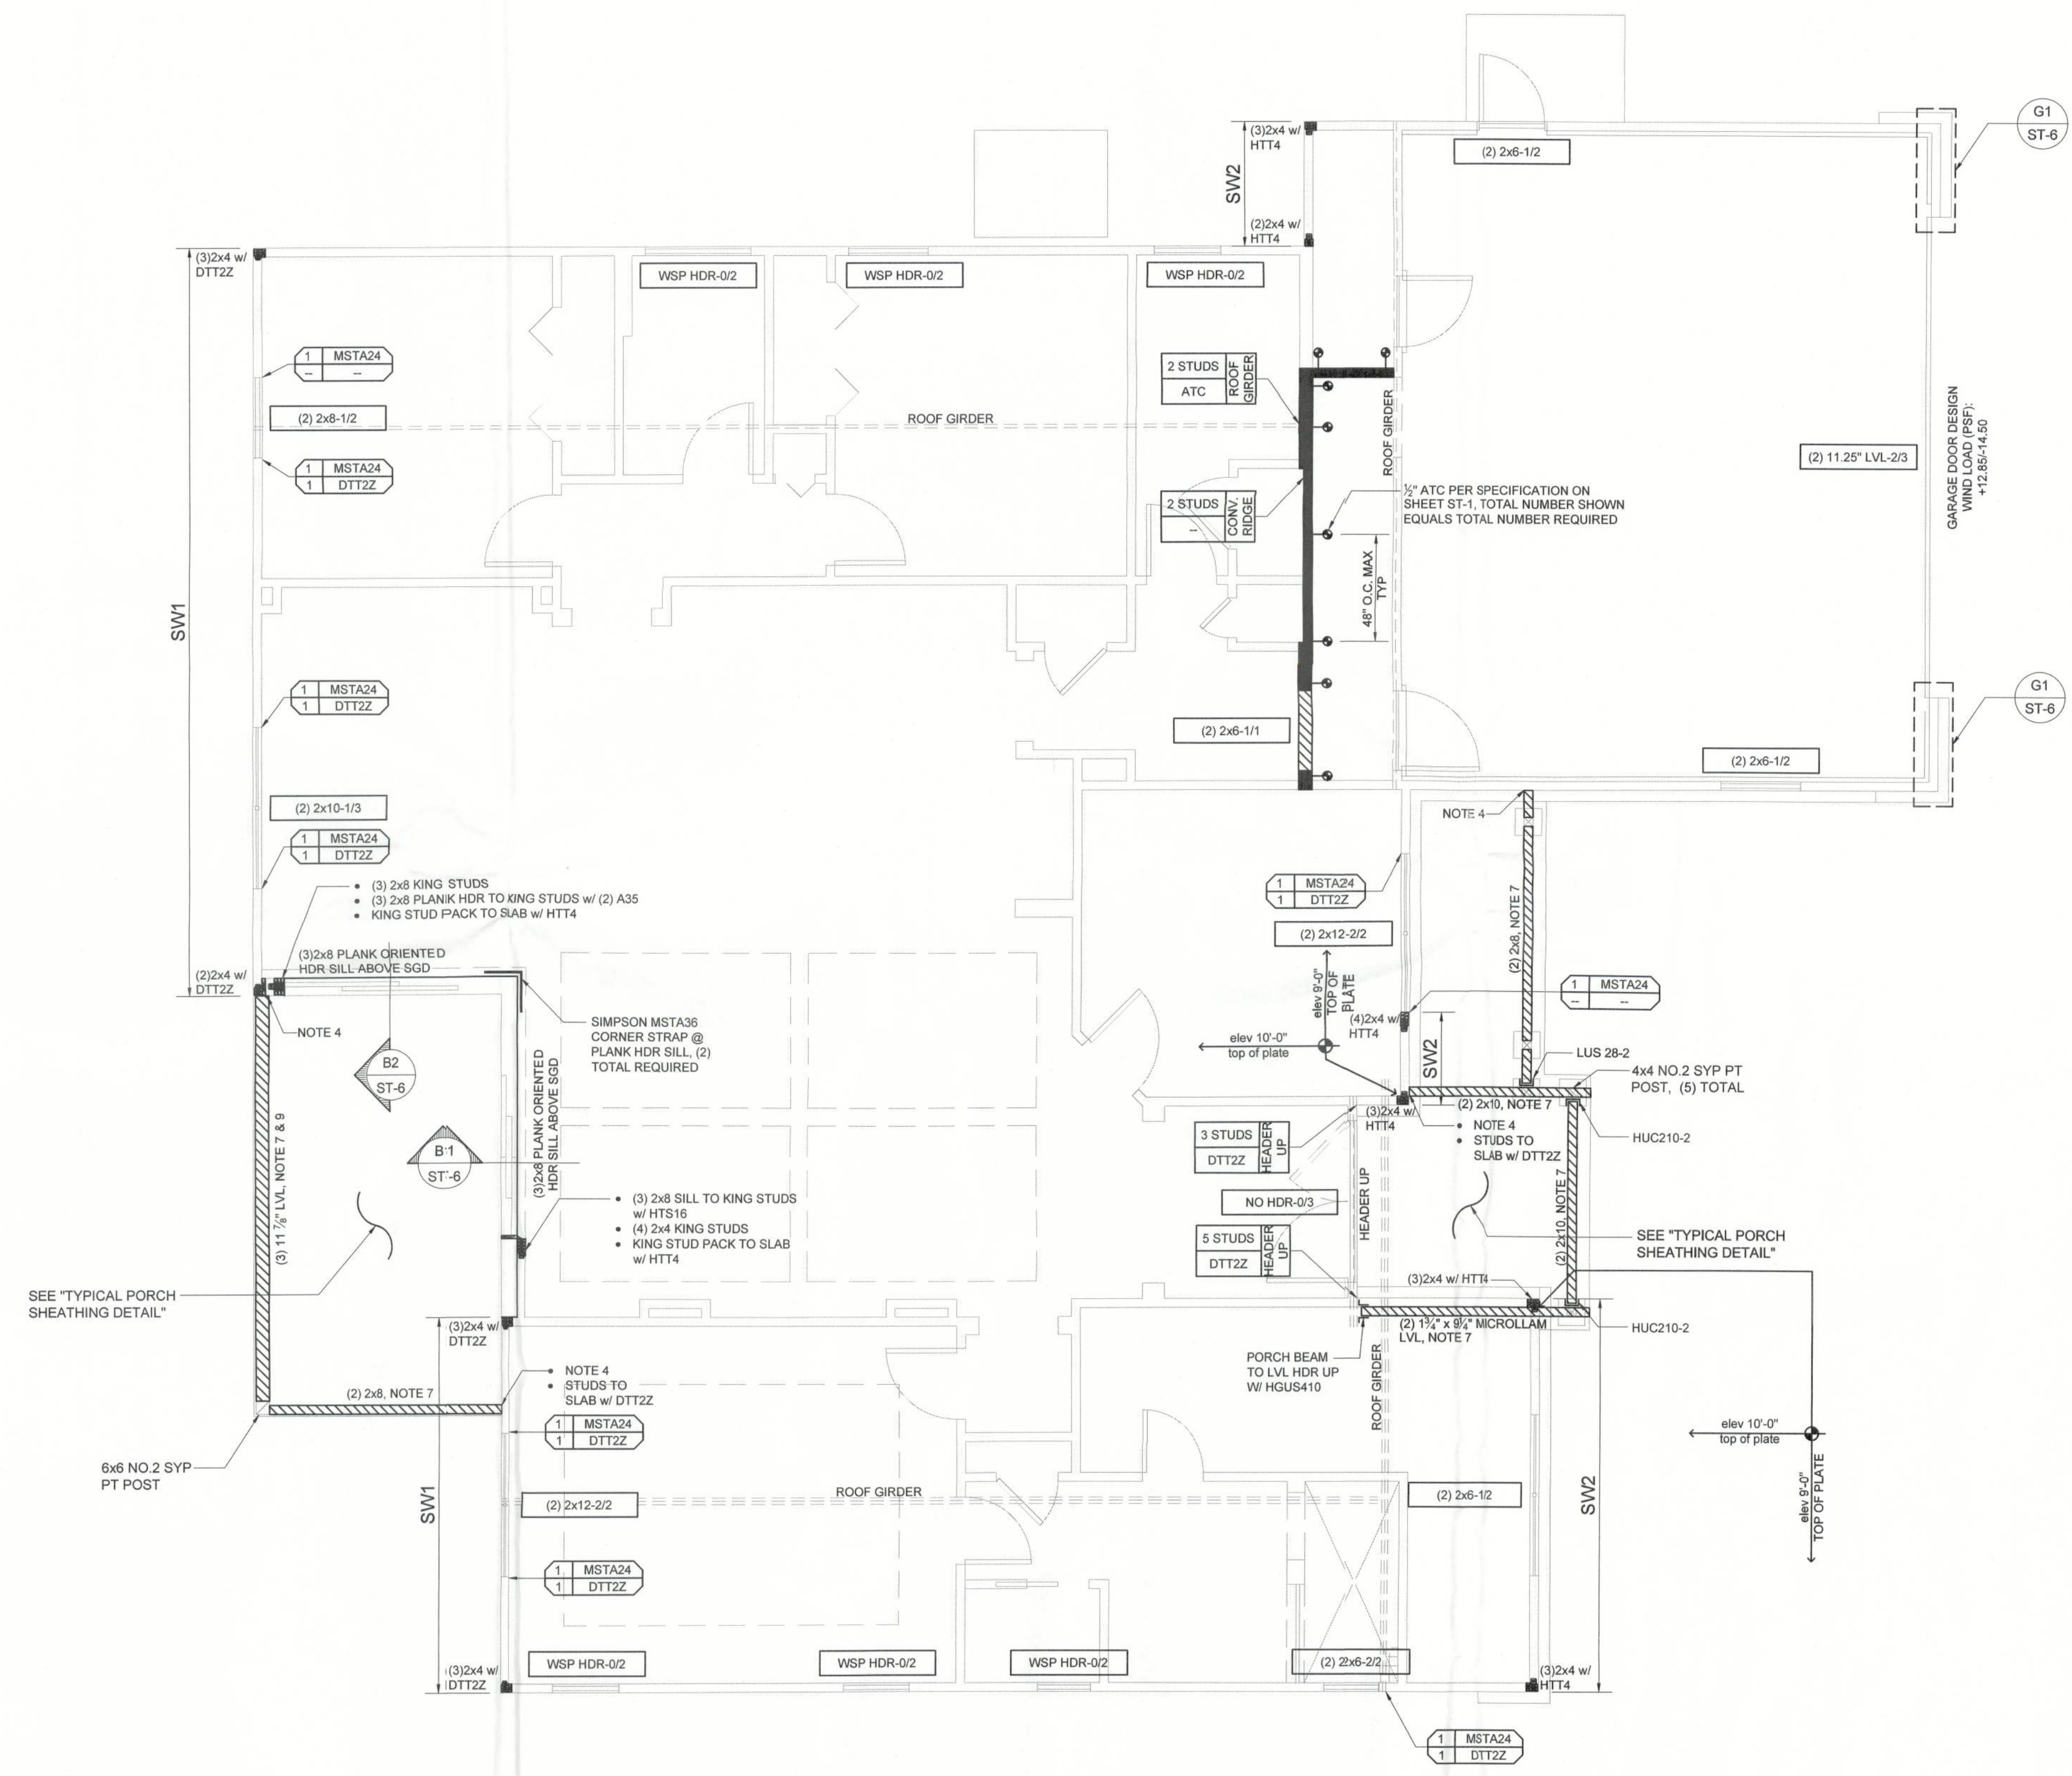 G1
ST-6
(3)2x4 w/
HTT4
(2) 2x6-1/2
SW2
(2)2x4 w/
HTT4
(3)2x4 w/
DTT2Z
WSP HDR-0/2
WSP HDR-0/2
WSP HDR-0/2
1 MSTA24
-- --
2 STUDS
ATC
ROOF
GIRDER
(2) 2x8-1/2
ROOF GIRDER
ROOF GIRDER
GARAGE DOOR DESIGN
WIND LOAD (PSF):
+12.85/-14.50
(2) 11.25" LVL-2/3
1 MSTA24
1 DTT2Z
½" ATC PER SPECIFICATION ON
SHEET ST-1, TOTAL NUMBER SHOWN
EQUALS TOTAL NUMBER REQUIRED
2 STUDS
--
CONV.
RIDGE
48" O.C. MAX
TYP
SW1
1 MSTA24
1 DTT2Z
G1
ST-6
(2) 2x6-1/1
(2) 2x6-1/2
(2) 2x10-1/3
NOTE 4
1 MSTA24
1 DTT2Z
• (3) 2x8 KING STUDS
• (3) 2x8 PLANK HDR TO KING STUDS w/ (2) A35
• KING STUD PACK TO SLAB w/ HTT4
1 MSTA24
1 DTT2Z
(2) 2x8, NOTE 7
(2) 2x12-2/2
(3)2x8 PLANK ORIENTED
HDR SILL ABOVE SGD
(2)2x4 w/
DTT2Z
elev 9'-0"
TOP OF
PLATE
1 MSTA24
-- --
NOTE 4
SIMPSON MSTA36
CORNER STRAP @
PLANK HDR SILL, (2)
TOTAL REQUIRED
(4)2x4 w/
HTT4
elev 10'-0"
top of plate
SW2
LUS 28-2
B2
ST-6
4x4 NO.2 SYP PT
POST, (5) TOTAL
(3)2x8 PLANK ORIENTED
HDR SILL ABOVE SGD
(2) 2x10, NOTE 7
(3)2x4 w/
HTT4
• NOTE 4
• STUDS TO
SLAB w/ DTT2Z
(3) 11 ⅞" LVL, NOTE 7 & 9
3 STUDS
DTT2Z
HEADER
UP
HUC210-2
B1
ST-6
(2) 2x10, NOTE 7
• (3) 2x8 SILL TO KING STUDS
w/ HTS16
• (4) 2x4 KING STUDS
• KING STUD PACK TO SLAB
w/ HTT4
NO HDR-0/3
HEADER UP
5 STUDS
DTT2Z
HEADER
UP
SEE "TYPICAL PORCH
SHEATHING DETAIL"
(3)2x4 w/ HTT4
SEE "TYPICAL PORCH
SHEATHING DETAIL"
(3)2x4 w/
DTT2Z
(2) 1¾" x 9¼" MICROLLAM
LVL, NOTE 7
HUC210-2
PORCH BEAM
TO LVL HDR UP
W/ HGUS410
ROOF GIRDER
• NOTE 4
• STUDS TO
SLAB w/ DTT2Z
(2) 2x8, NOTE 7
1 MSTA24
1 DTT2Z
elev 10'-0"
top of plate
6x6 NO.2 SYP
PT POST
SW1
(2) 2x12-2/2
ROOF GIRDER
(2) 2x6-1/2
SW2
elev 9'-0"
TOP OF PLATE
1 MSTA24
1 DTT2Z
(3)2x4 w/
DTT2Z
WSP HDR-0/2
WSP HDR-0/2
WSP HDR-0/2
(2) 2x6-2/2
(3)2x4 w/
HTT4
1 MSTA24
1 DTT2Z